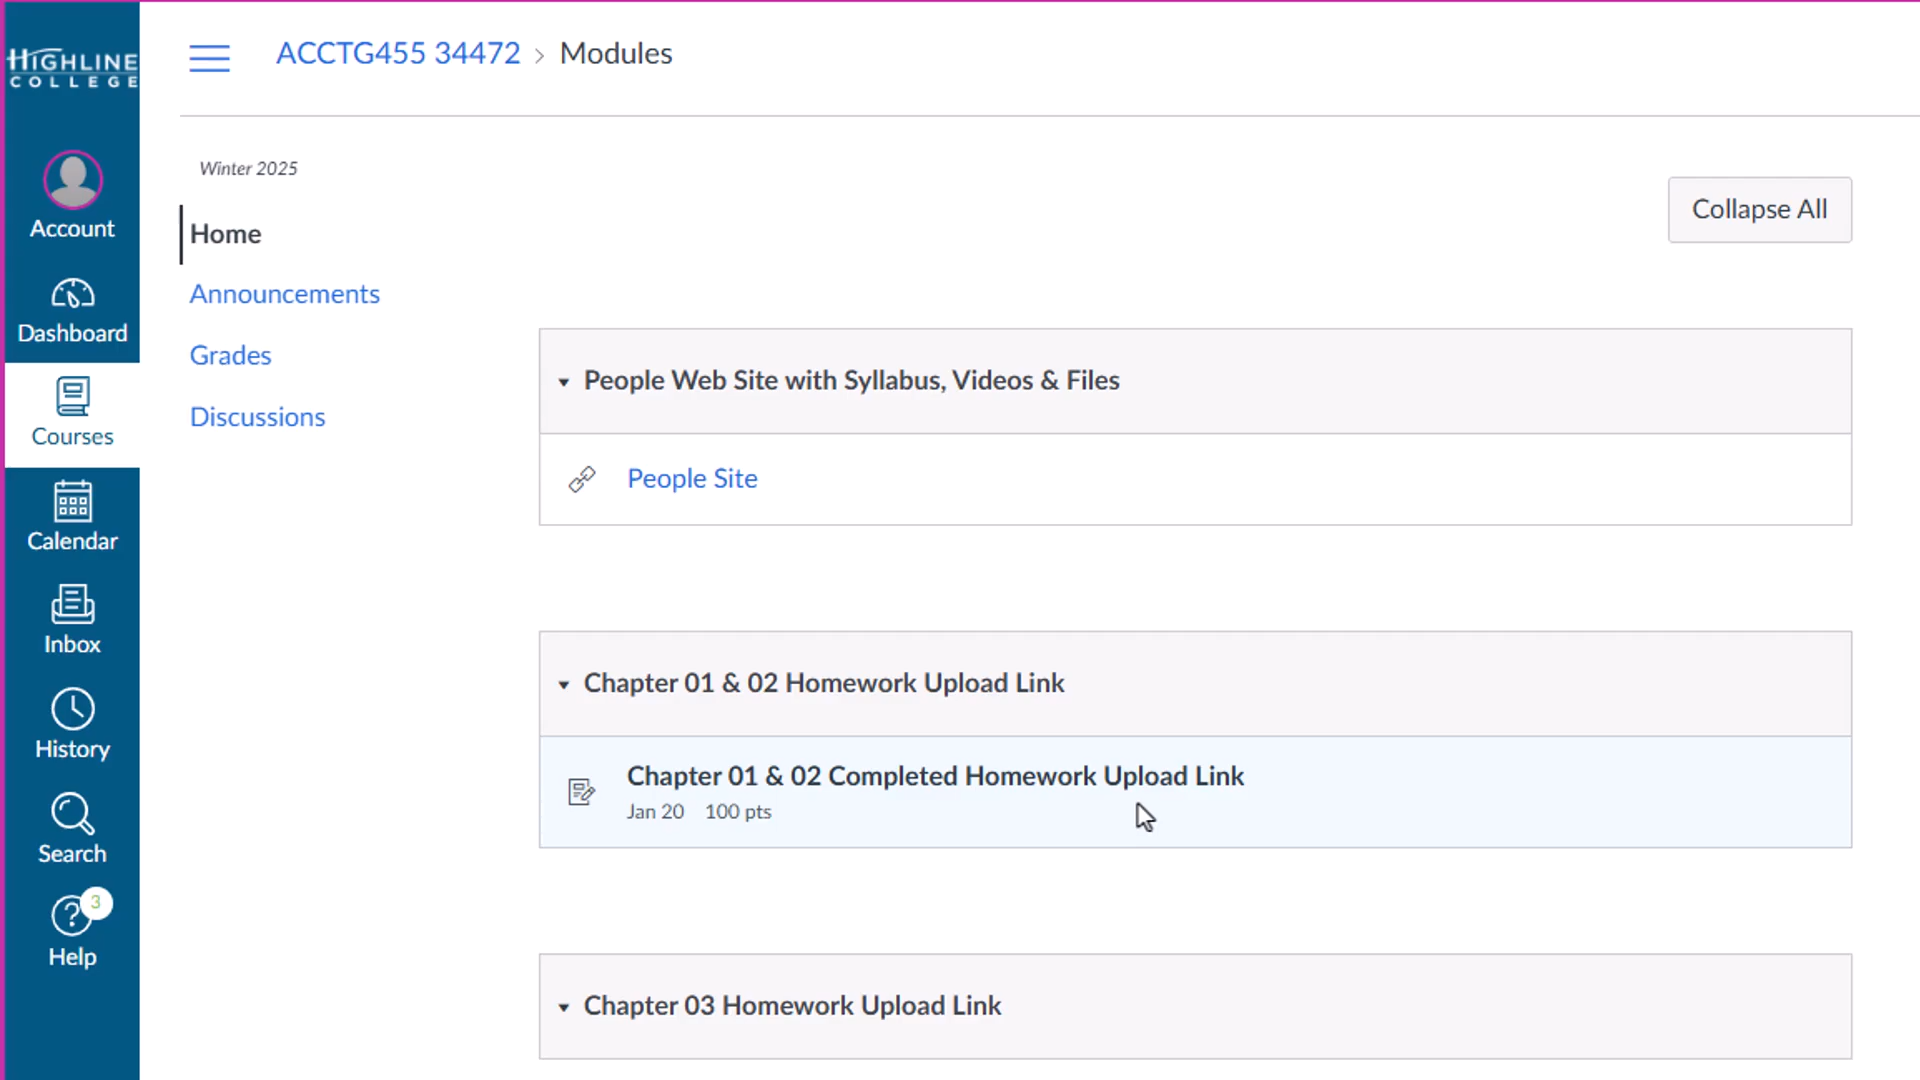 HIGHLINE
COLLEGE
Account
Dashboard
Courses
Calendar
Inbox
History
Search
3
Help
ACCTG455 34472 > Modules
Winter 2025
Home
Announcements
Grades
Discussions
Collapse All
People Web Site with Syllabus, Videos & Files
People Site
Chapter 01 & 02 Homework Upload Link
Chapter 01 & 02 Completed Homework Upload Link
Jan 20 100 pts
Chapter 03 Homework Upload Link